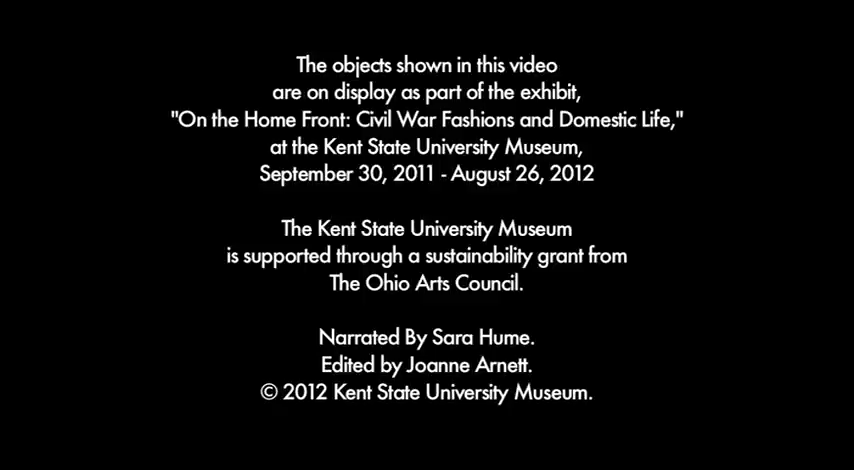 The objects shown in this video
are on display as part of the exhibit,
"On the Home Front: Civil War Fashions and Domestic Life,"
at the Kent State University Museum,
September 30, 2011 - August 26, 2012
The Kent State University Museum
is supported through a sustainability grant from
The Ohio Arts Council.
Narrated By Sara Hume.
Edited by Joanne Arnett.
© 2012 Kent State University Museum.